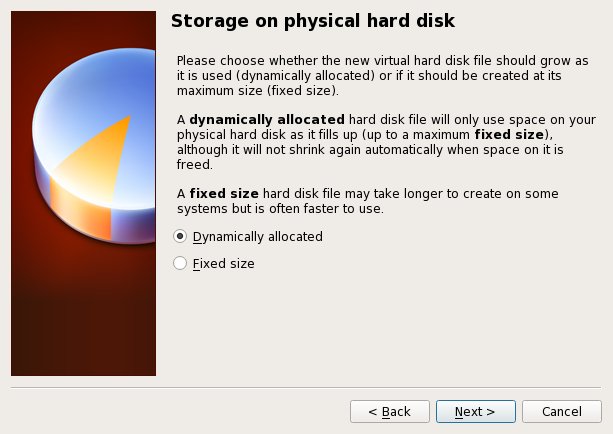 Storage on physical hard disk
Please choose whether the new virtual hard disk file should grow as
it is used (dynamically allocated) or if it should be created at its
maximum size (fixed size).
A dynamically allocated hard disk file will only use space on your
physical hard disk as it fills up (up to a maximum fixed size),
although it will not shrink again automatically when space on it is
freed.
A fixed size hard disk file may take longer to create on some
systems but is often faster to use.
Dynamically allocated
Fixed size
< Back
Next >
Cancel